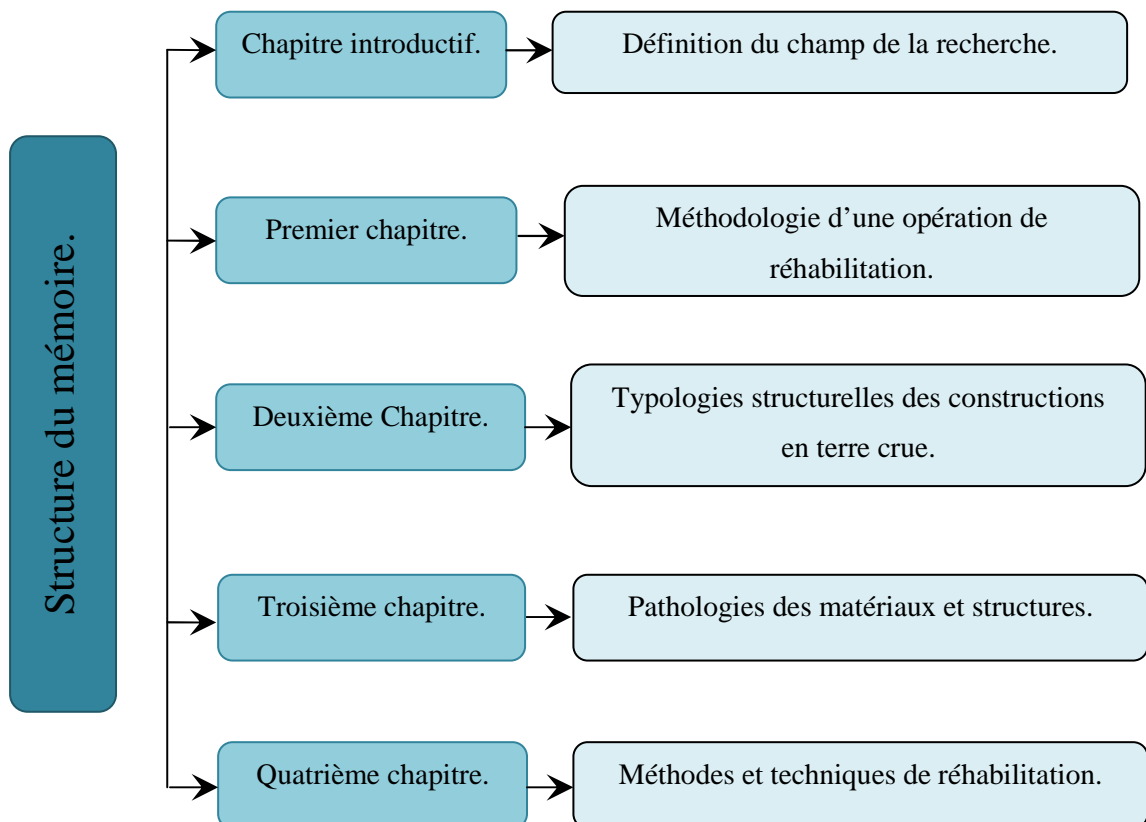 Structure du mémoire.
Chapitre introductif.
Définition du champ de la recherche.
Premier chapitre.
Méthodologie d’une opération de
réhabilitation.
Deuxième Chapitre.
Typologies structurelles des constructions
en terre crue.
Troisième chapitre.
Pathologies des matériaux et structures.
Quatrième chapitre.
Méthodes et techniques de réhabilitation.